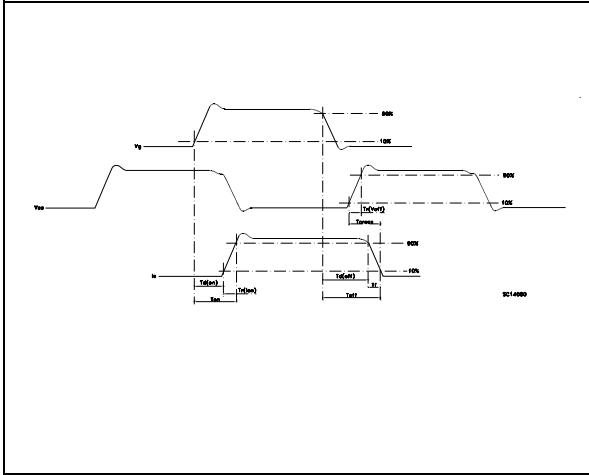 90%
Vg
10%
90%
Vce
10%
Tr(Voff)
Tcross
90%
Ic
10%
Td(on)
Td(off)
Tr(Ion)
Tf
Ton
Toff
SC14980